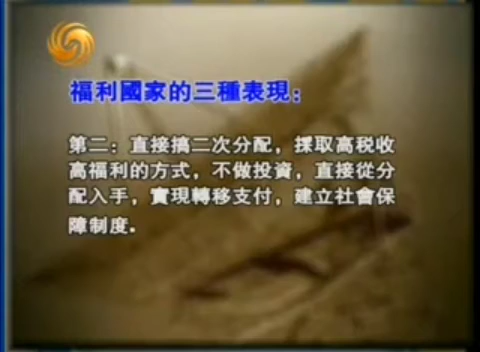 福利國家的三種表現：
第二：直接搞二次分配，採取高税收
高福利的方式，不做投資，直接從分
配入手，實現轉移支付，建立社會保
障制度。